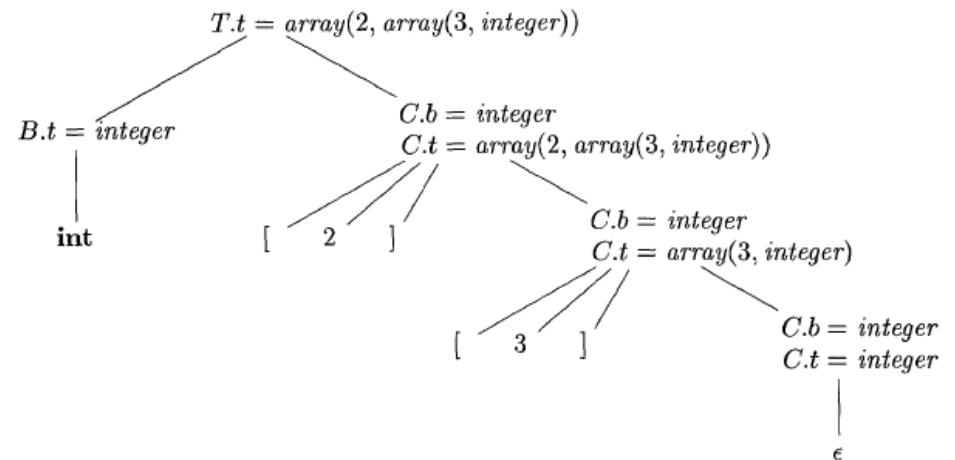 T.t = array(2, array(3, integer))
C.b = integer
B.t = integer
C.t = array(2, array(3, integer))
C.b = integer
int
[ 2 ]
C.t = array(3, integer)
C.b = integer
[ 3 ]
C.t = integer
ϵ